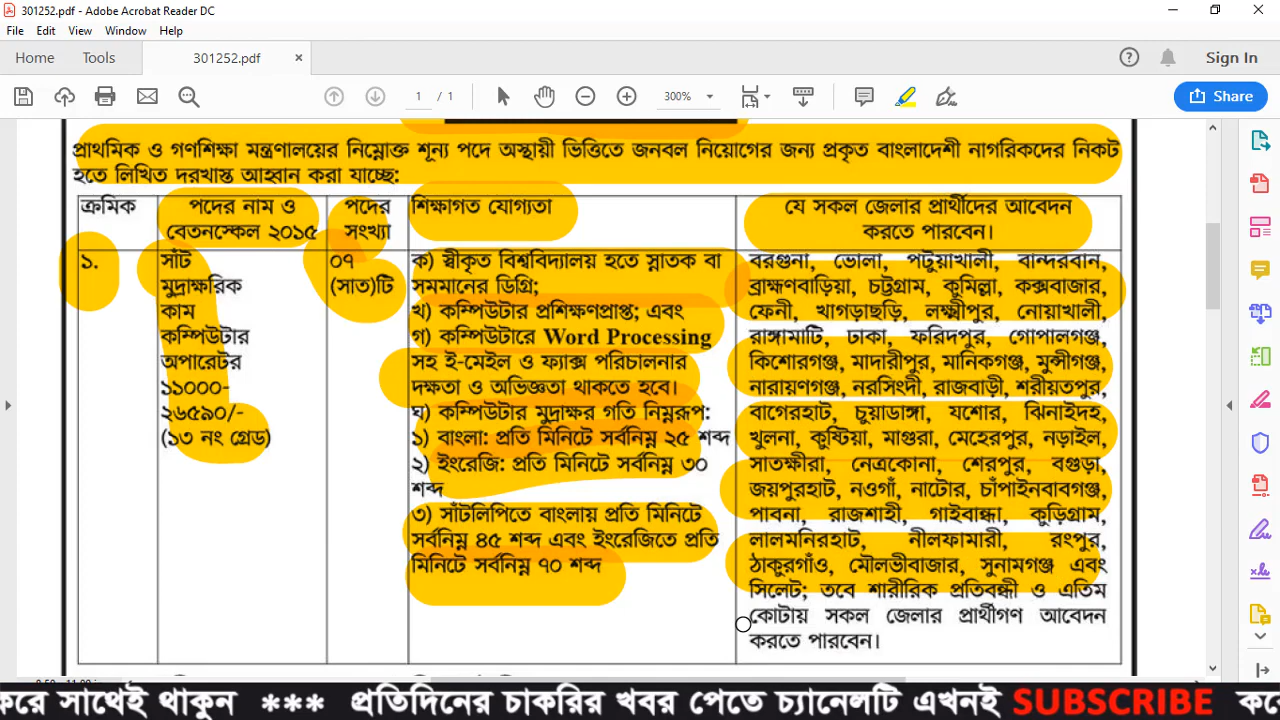 301252.pdf - Adobe Acrobat Reader DC
File Edit View Window Help
Home Tools 301252.pdf × Sign In
1 / 1 300% Share
প্রাথমিক ও গণশিক্ষা মন্ত্রণালয়ের নিম্নোক্ত শূন্য পদে অস্থায়ী ভিত্তিতে জনবল নিয়োগের জন্য প্রকৃত বাংলাদেশী নাগরিকদের নিকট
হতে লিখিত দরখাস্ত আহ্বান করা যাচ্ছে:
ক্রমিক
পদের নাম ও
বেতনস্কেল ২০১৫
পদের
সংখ্যা
শিক্ষাগত যোগ্যতা
যে সকল জেলার প্রার্থীদের আবেদন
করতে পারবেন।
১.
সাঁট
মুদ্রাক্ষরিক
কাম
কম্পিউটার
অপারেটর
১১০০০-
২৬৫৯০/-
(১৩ নং গ্রেড)
০৭
(সাত)টি
ক) স্বীকৃত বিশ্ববিদ্যালয় হতে স্নাতক বা
সমমানের ডিগ্রি;
খ) কম্পিউটার প্রশিক্ষণপ্রাপ্ত; এবং
গ) কম্পিউটারে Word Processing
সহ ই-মেইল ও ফ্যাক্স পরিচালনার
দক্ষতা ও অভিজ্ঞতা থাকতে হবে।
ঘ) কম্পিউটার মুদ্রাক্ষর গতি নিম্নরূপ:
১) বাংলা: প্রতি মিনিটে সর্বনিম্ন ২৫ শব্দ
২) ইংরেজি: প্রতি মিনিটে সর্বনিম্ন ৩০
শব্দ
৩) সাঁটলিপিতে বাংলায় প্রতি মিনিটে
সর্বনিম্ন ৪৫ শব্দ এবং ইংরেজিতে প্রতি
মিনিটে সর্বনিম্ন ৭০ শব্দ
বরগুনা, ভোলা, পটুয়াখালী, বান্দরবান,
ব্রাহ্মণবাড়িয়া, চট্টগ্রাম, কুমিল্লা, কক্সবাজার,
ফেনী, খাগড়াছড়ি, লক্ষ্মীপুর, নোয়াখালী,
রাঙ্গামাটি, ঢাকা, ফরিদপুর, গোপালগঞ্জ,
কিশোরগঞ্জ, মাদারীপুর, মানিকগঞ্জ, মুন্সীগঞ্জ,
নারায়ণগঞ্জ, নরসিংদী, রাজবাড়ী, শরীয়তপুর,
বাগেরহাট, চুয়াডাঙ্গা, যশোর, ঝিনাইদহ,
খুলনা, কুষ্টিয়া, মাগুরা, মেহেরপুর, নড়াইল,
সাতক্ষীরা, নেত্রকোনা, শেরপুর, বগুড়া,
জয়পুরহাট, নওগাঁ, নাটোর, চাঁপাইনবাবগঞ্জ,
পাবনা, রাজশাহী, গাইবান্ধা, কুড়িগ্রাম,
লালমনিরহাট, নীলফামারী, রংপুর,
ঠাকুরগাঁও, মৌলভীবাজার, সুনামগঞ্জ এবং
সিলেট; তবে শারীরিক প্রতিবন্ধী ও এতিম
কোটায় সকল জেলার প্রার্থীগণ আবেদন
করতে পারবেন।
করে সাথেই থাকুন *** প্রতিদিনের চাকরির খবর পেতে চ্যানেলটি এখনই SUBSCRIBE করে